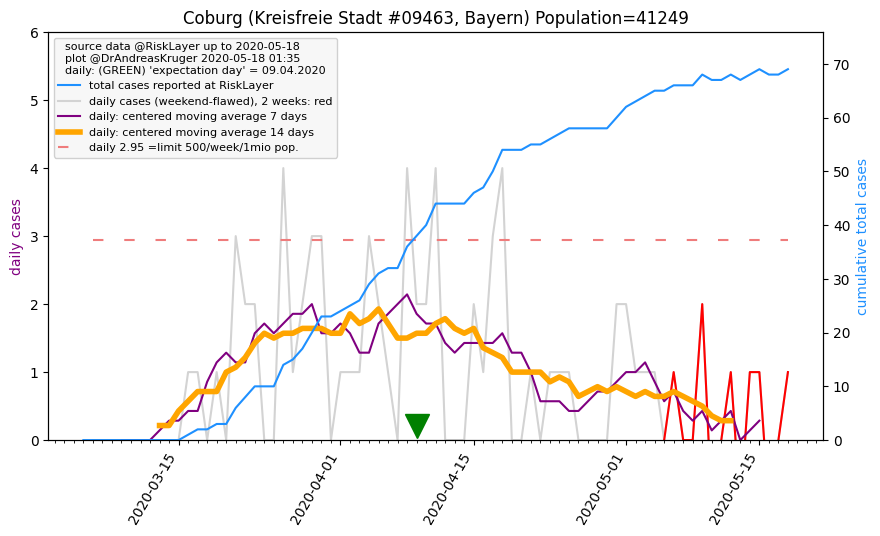 Coburg (Kreisfreie Stadt #09463, Bayern) Population=41249
source data @RiskLayer up to 2020-05-18
plot @DrAndreasKruger 2020-05-18 01:35
daily: (GREEN) 'expectation day' = 09.04.2020
total cases reported at RiskLayer
daily cases (weekend-flawed), 2 weeks: red
daily: centered moving average 7 days
daily: centered moving average 14 days
daily 2.95 =limit 500/week/1mio pop.
daily cases
6
5
4
3
2
1
0
cumulative total cases
70
60
50
40
30
20
10
0
2020-03-15
2020-04-01
2020-04-15
2020-05-01
2020-05-15